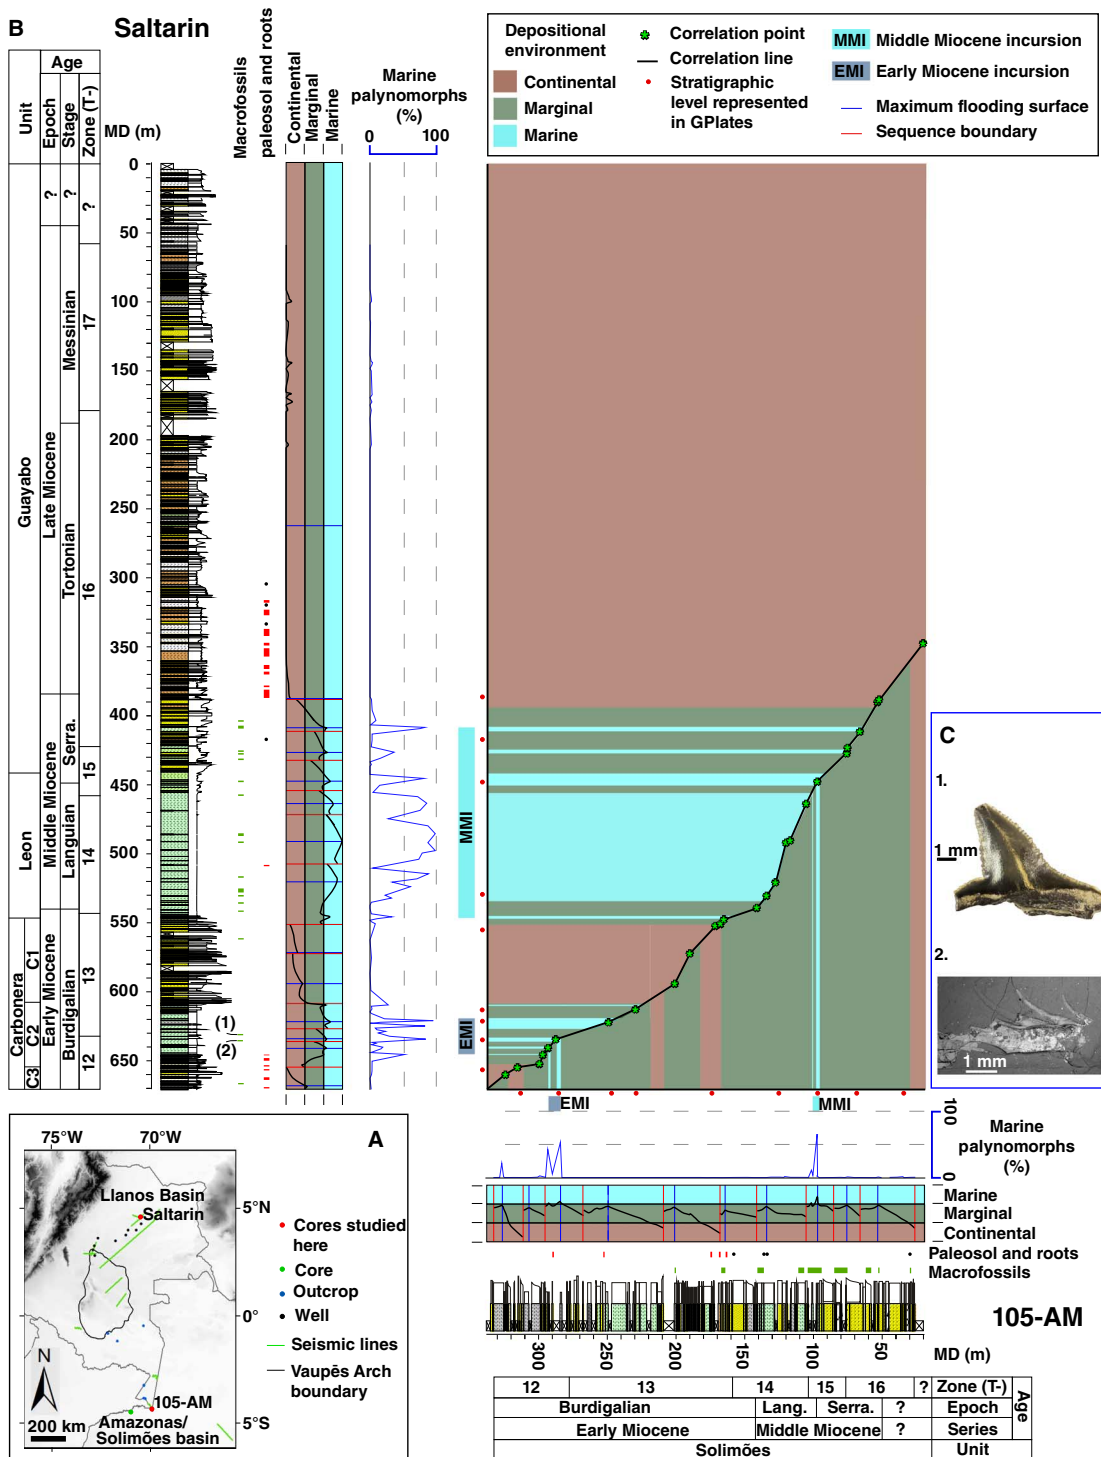 B
Saltarin
Age
Unit
Epoch
Stage
Zone (T-)
MD (m)
Macrofossils
paleosol and roots
Continental
Marginal
Marine
Marine
palynomorphs
(%)
0
100
Depositional
environment
Continental
Marginal
Marine
Correlation point
Correlation line
Stratigraphic
level represented
in GPlates
MMI
Middle Miocene incursion
EMI
Early Miocene incursion
Maximum flooding surface
Sequence boundary
0
50
100
150
200
250
300
350
400
450
500
550
600
650
Guayabo
Leon
Carbonera
C1
C2
C3
?
Late Miocene
Middle Miocene
Early Miocene
?
Messinian
Tortonian
Serra.
Languian
Burdigalian
?
17
16
15
14
13
12
(1)
(2)
MMI
EMI
EMI
MMI
C
1.
1 mm
2.
1 mm
100
0
Marine
palynomorphs
(%)
Marine
Marginal
Continental
Paleosol and roots
Macrofossils
105-AM
300
250
200
150
100
50
MD (m)
12
13
14
15
16
?
Zone (T-)
Burdigalian
Lang.
Serra.
?
Epoch
Early Miocene
Middle Miocene
?
Series
Solimões
Unit
Age
A
75°W
70°W
Llanos Basin
Saltarin
5°N
0°
5°S
N
200 km
105-AM
Amazonas/
Solimões basin
Cores studied
here
Core
Outcrop
Well
Seismic lines
Vaupēs Arch
boundary